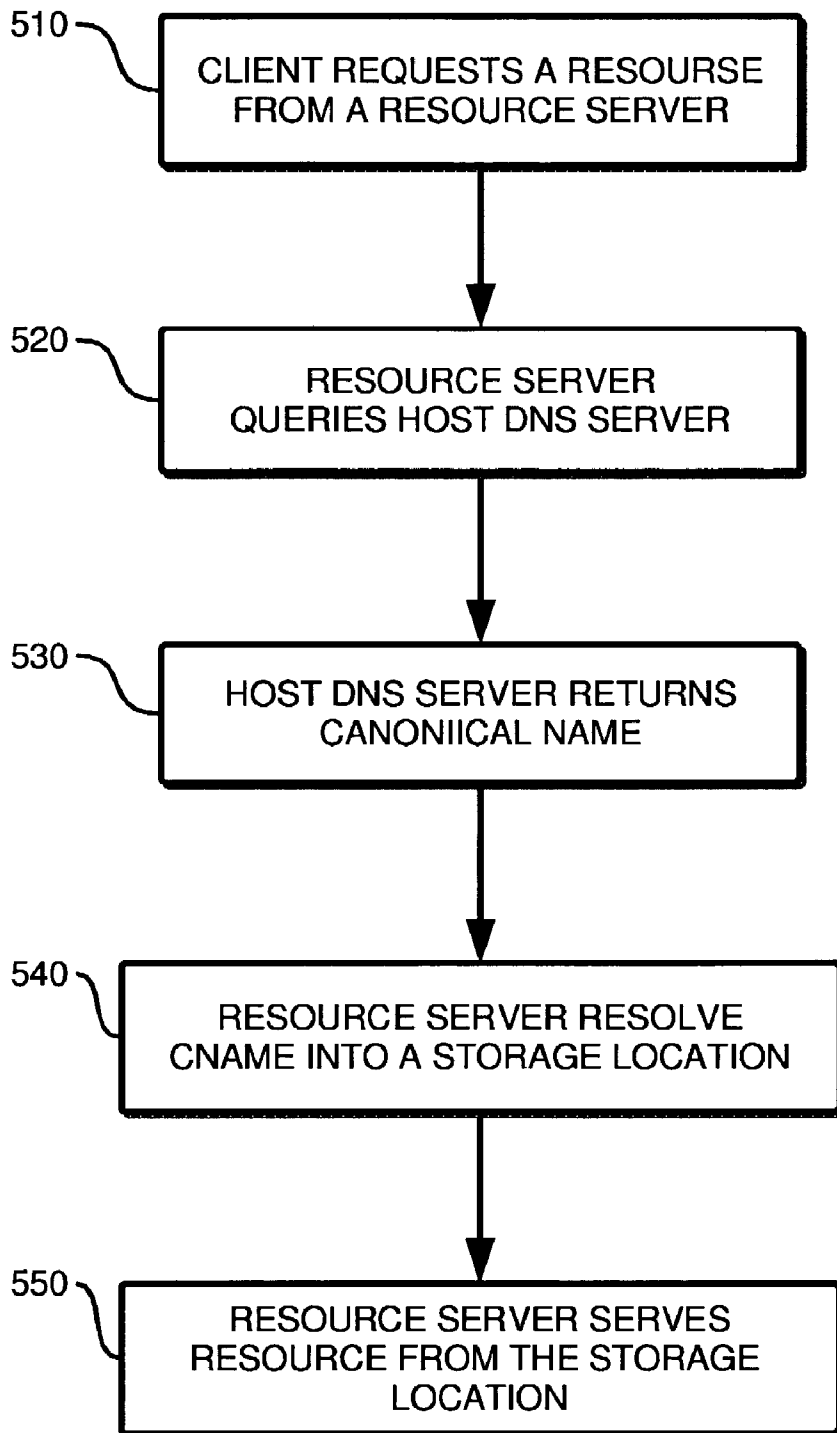 510
CLIENT REQUESTS A RESOURSE
FROM A RESOURCE SERVER
520
RESOURCE SERVER
QUERIES HOST DNS SERVER
530
HOST DNS SERVER RETURNS
CANONIICAL NAME
540
RESOURCE SERVER RESOLVE
CNAME INTO A STORAGE LOCATION
550
RESOURCE SERVER SERVES
RESOURCE FROM THE STORAGE
LOCATION